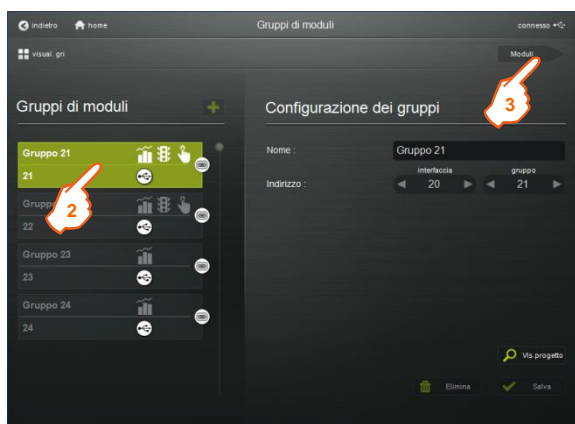 indietro home Gruppi di moduli connesso
visual. gri Moduli
3
Gruppi di moduli Configurazione dei gruppi
Gruppo 21 Nome : Gruppo 21
interfaccia gruppo
21 Indirizzo : 20 21
Gruppo
2
22
Gruppo 23
23
Gruppo 24
24
Vis.progetto
Elimina Salva